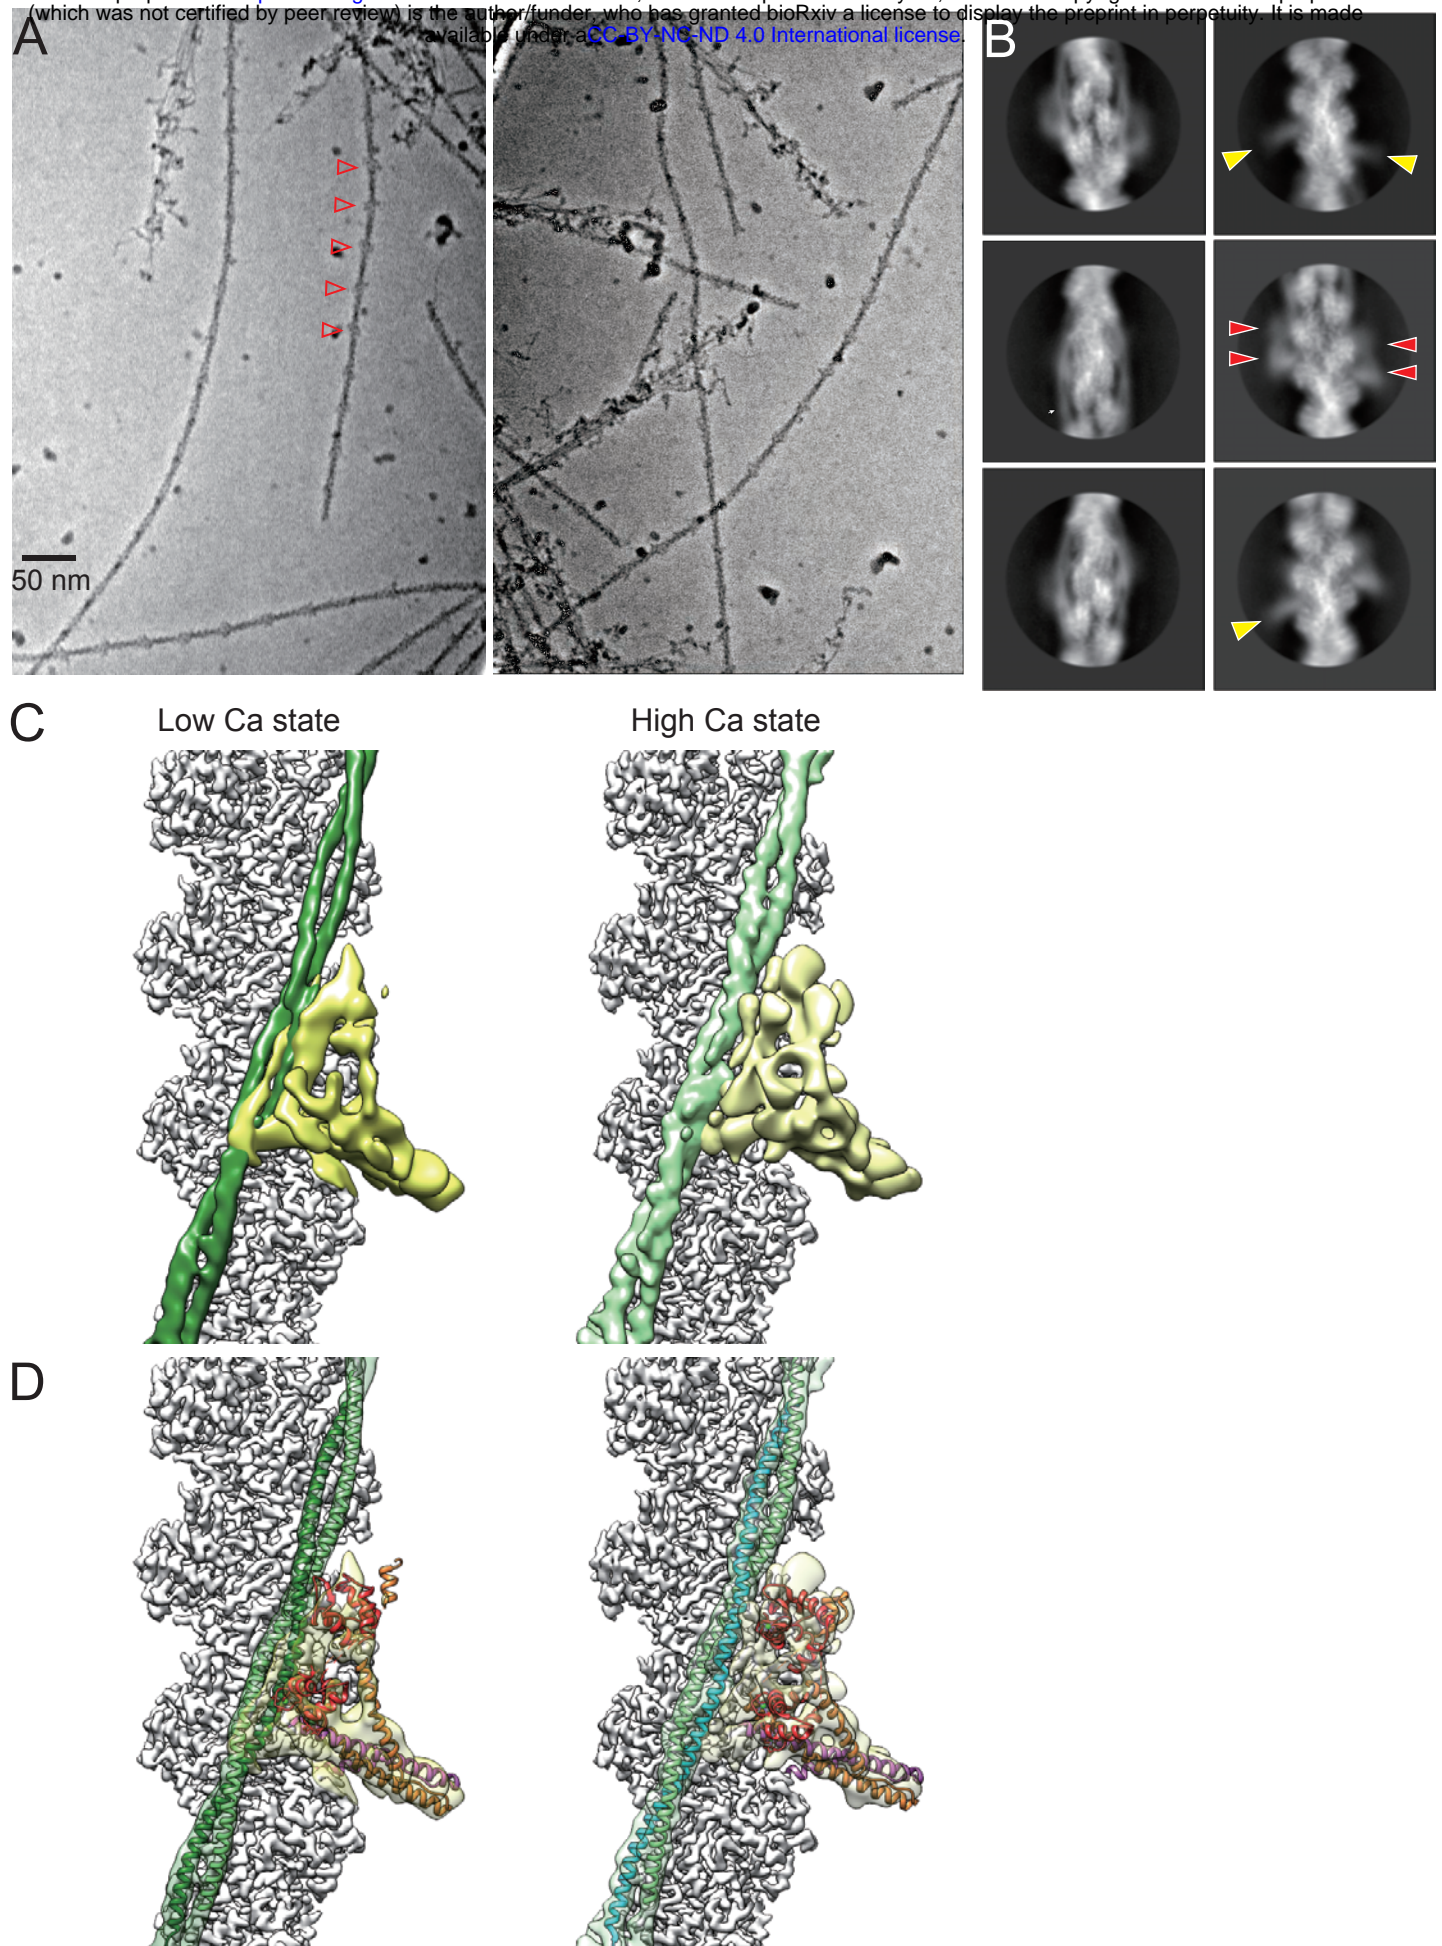 (which was not certified by peer review) is the author/funder, who has granted bioRxiv a license to display the preprint in perpetuity. It is made
available under aCC-BY-NC-ND 4.0 International license.
A
B
50 nm
C
Low Ca state
High Ca state
D